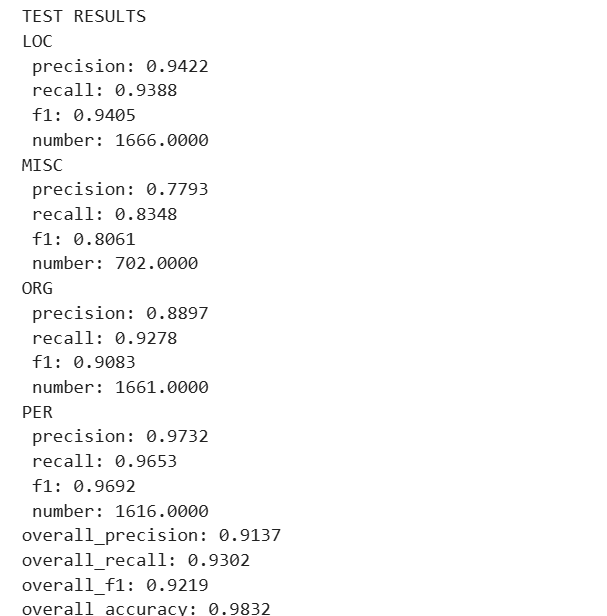 TEST RESULTS
LOC
precision: 0.9422
recall: 0.9388
f1: 0.9405
number: 1666.0000
MISC
precision: 0.7793
recall: 0.8348
f1: 0.8061
number: 702.0000
ORG
precision: 0.8897
recall: 0.9278
f1: 0.9083
number: 1661.0000
PER
precision: 0.9732
recall: 0.9653
f1: 0.9692
number: 1616.0000
overall_precision: 0.9137
overall_recall: 0.9302
overall_f1: 0.9219
overall_accuracy: 0.9832